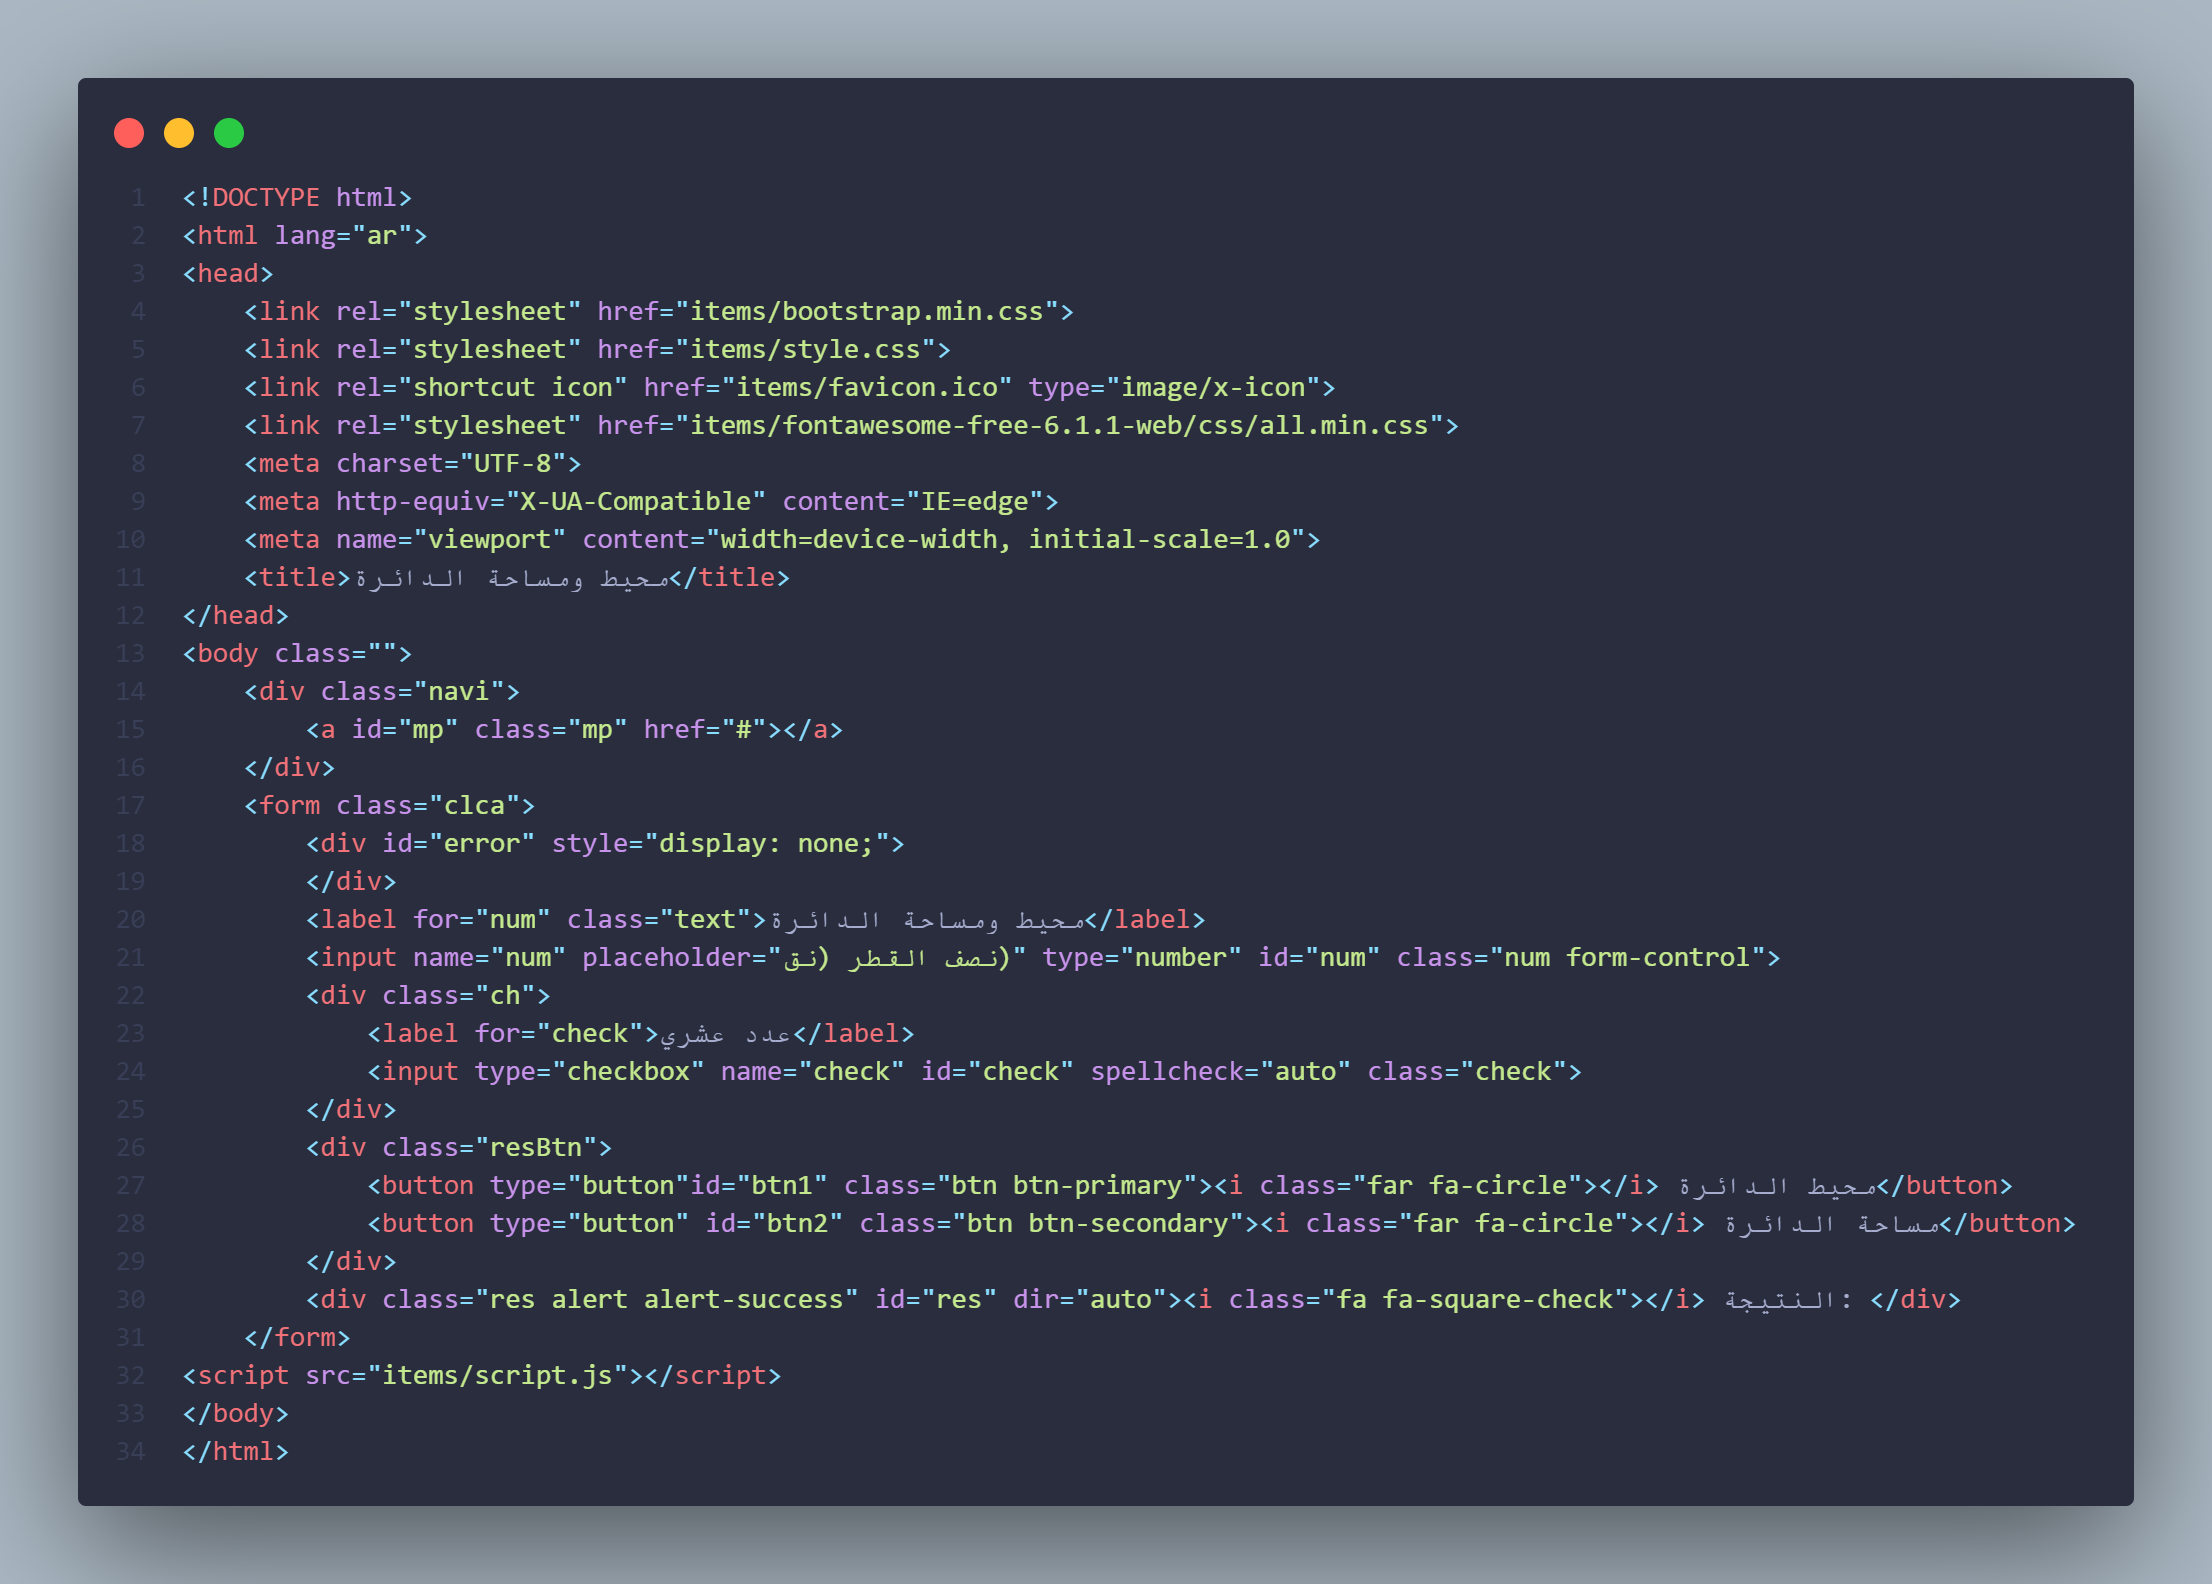 1 <!DOCTYPE html>
2 <html lang="ar">
3 <head>
4     <link rel="stylesheet" href="items/bootstrap.min.css">
5     <link rel="stylesheet" href="items/style.css">
6     <link rel="shortcut icon" href="items/favicon.ico" type="image/x-icon">
7     <link rel="stylesheet" href="items/fontawesome-free-6.1.1-web/css/all.min.css">
8     <meta charset="UTF-8">
9     <meta http-equiv="X-UA-Compatible" content="IE=edge">
10     <meta name="viewport" content="width=device-width, initial-scale=1.0">
11     <title>محيط ومساحة الدائرة</title>
12 </head>
13 <body class="">
14     <div class="navi">
15         <a id="mp" class="mp" href="#"></a>
16     </div>
17     <form class="clca">
18         <div id="error" style="display: none;">
19         </div>
20         <label for="num" class="text">محيط ومساحة الدائرة</label>
21         <input name="num" placeholder="نصف القطر (نق)" type="number" id="num" class="num form-control">
22         <div class="ch">
23             <label for="check">عدد عشري</label>
24             <input type="checkbox" name="check" id="check" spellcheck="auto" class="check">
25         </div>
26         <div class="resBtn">
27             <button type="button"id="btn1" class="btn btn-primary"><i class="far fa-circle"></i> محيط الدائرة</button>
28             <button type="button" id="btn2" class="btn btn-secondary"><i class="far fa-circle"></i> مساحة الدائرة</button>
29         </div>
30         <div class="res alert alert-success" id="res" dir="auto"><i class="fa fa-square-check"></i> النتيجة: </div>
31     </form>
32 <script src="items/script.js"></script>
33 </body>
34 </html>